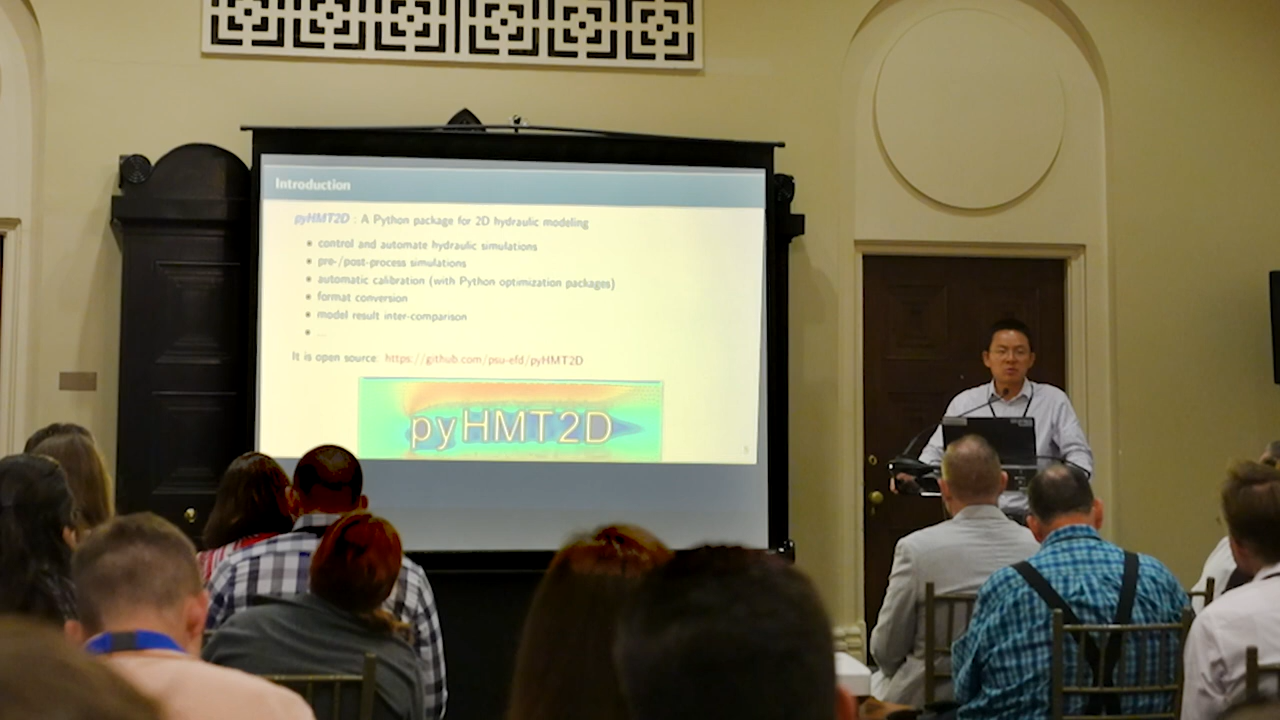 Introduction
pyHMT2D : A Python package for 2D hydraulic modeling
• control and automate hydraulic simulations
• pre-/post-process simulations
• automatic calibration (with Python optimization packages)
• format conversion
• model result inter-comparison
• ...
It is open source: https://github.com/psu-efd/pyHMT2D
pyHMT2D